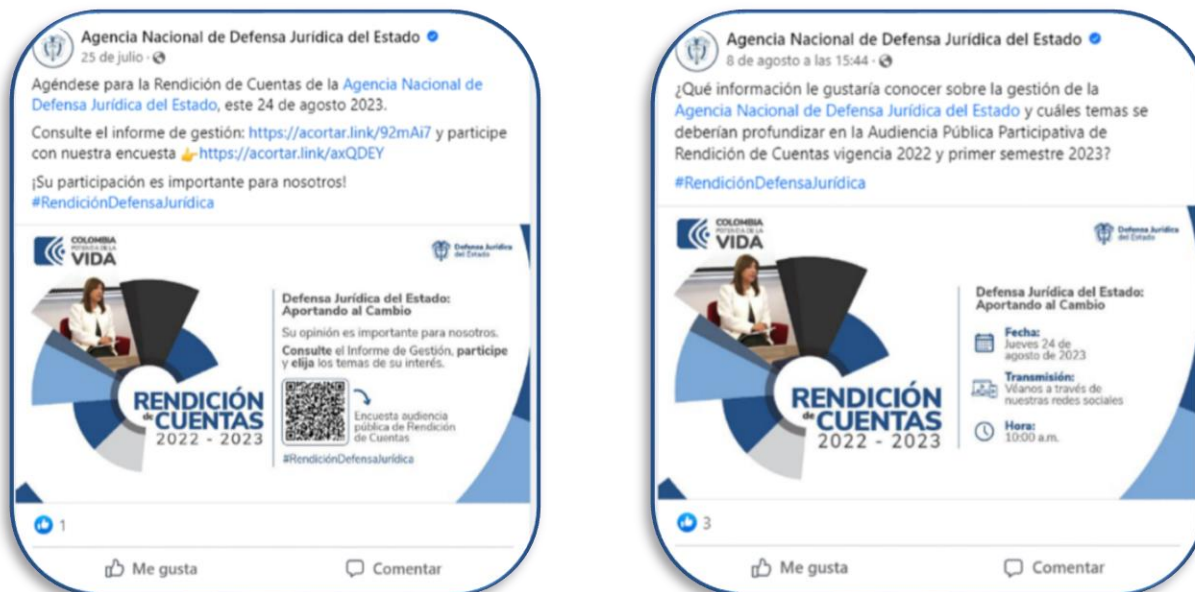 Agencia Nacional de Defensa Jurídica del Estado
25 de julio ·
Agéndese para la Rendición de Cuentas de la Agencia Nacional de
Defensa Jurídica del Estado, este 24 de agosto 2023.
Consulte el informe de gestión: https://acortar.link/92mAi7 y participe
con nuestra encuesta 👉https://acortar.link/axQDEY
¡Su participación es importante para nosotros!
#RendiciónDefensaJurídica
COLOMBIA
POTENCIA DE LA
VIDA
Defensa Jurídica
del Estado
Defensa Jurídica del Estado:
Aportando al Cambio
Su opinión es importante para nosotros.
Consulte el Informe de Gestión, participe
y elija los temas de su interés.
RENDICIÓN
de CUENTAS
2022 - 2023
Encuesta audiencia
pública de Rendición
de Cuentas
#RendiciónDefensaJurídica
1
Me gusta
Comentar
Agencia Nacional de Defensa Jurídica del Estado
8 de agosto a las 15:44 ·
¿Qué información le gustaría conocer sobre la gestión de la
Agencia Nacional de Defensa Jurídica del Estado y cuáles temas se
deberían profundizar en la Audiencia Pública Participativa de
Rendición de Cuentas vigencia 2022 y primer semestre 2023?
#RendiciónDefensaJurídica
COLOMBIA
POTENCIA DE LA
VIDA
Defensa Jurídica
del Estado
Defensa Jurídica del Estado:
Aportando al Cambio
Fecha:
Jueves 24 de
agosto de 2023
Transmisión:
Véanos a través de
nuestras redes sociales
Hora:
10:00 a.m.
RENDICIÓN
de CUENTAS
2022 - 2023
3
Me gusta
Comentar